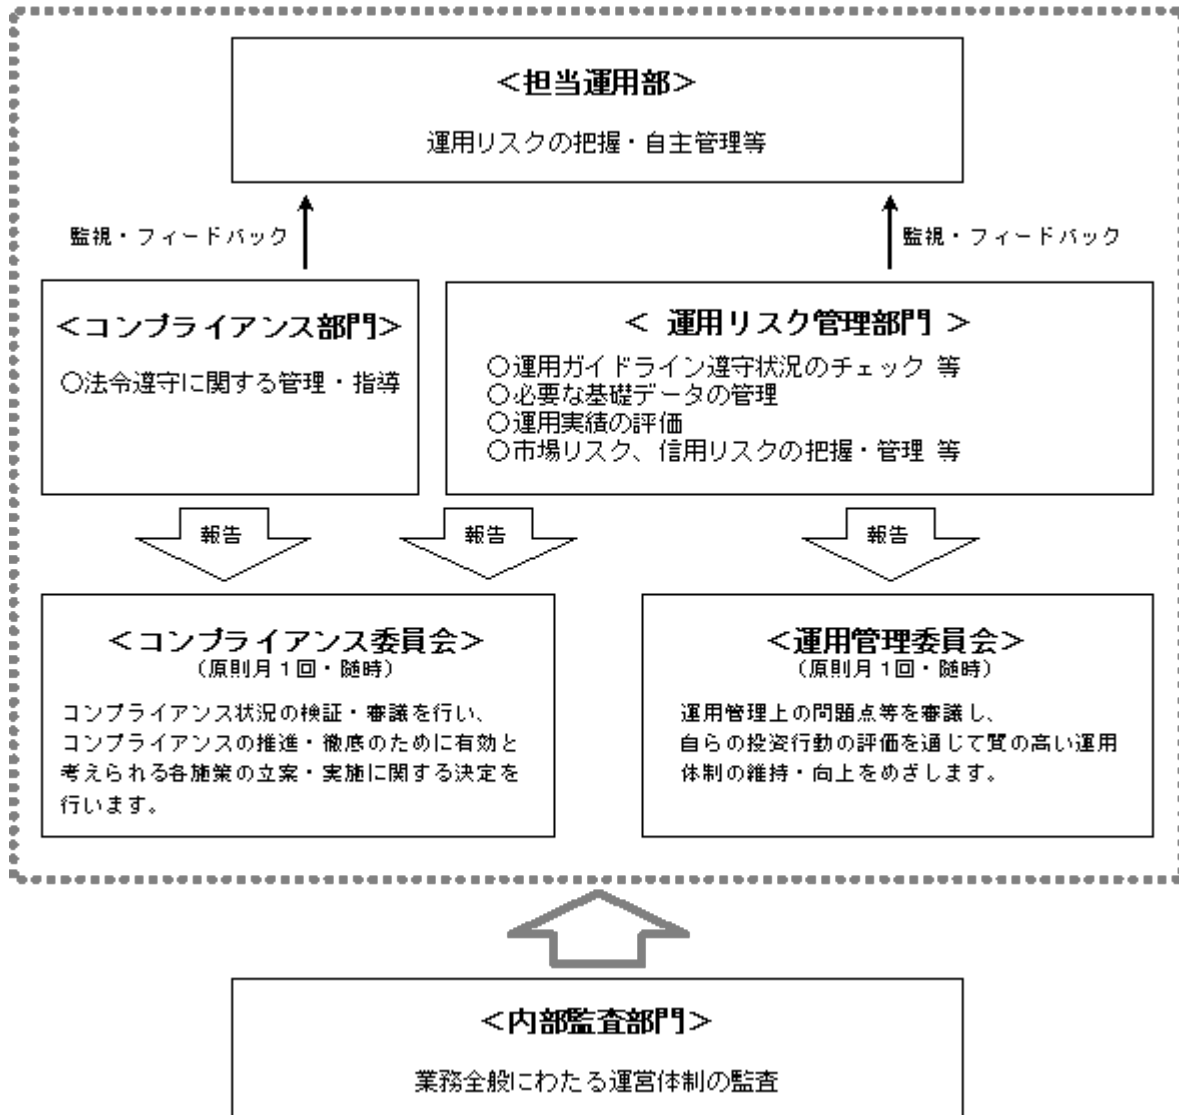 ＜担当運用部＞
運用リスクの把握・自主管理等
監視・フィードバック
監視・フィードバック
＜コンプライアンス部門＞
○法令遵守に関する管理・指導
＜ 運用リスク管理部門 ＞
○運用ガイドライン遵守状況のチェック 等
○必要な基礎データの管理
○運用実績の評価
○市場リスク、信用リスクの把握・管理 等
報告
報告
報告
＜コンプライアンス委員会＞
（原則月１回・随時）
コンプライアンス状況の検証・審議を行い、
コンプライアンスの推進・徹底のために有効と
考えられる各施策の立案・実施に関する決定を
行います。
＜運用管理委員会＞
（原則月１回・随時）
運用管理上の問題点等を審議し、
自らの投資行動の評価を通じて質の高い運用
体制の維持・向上をめざします。
＜内部監査部門＞
業務全般にわたる運営体制の監査